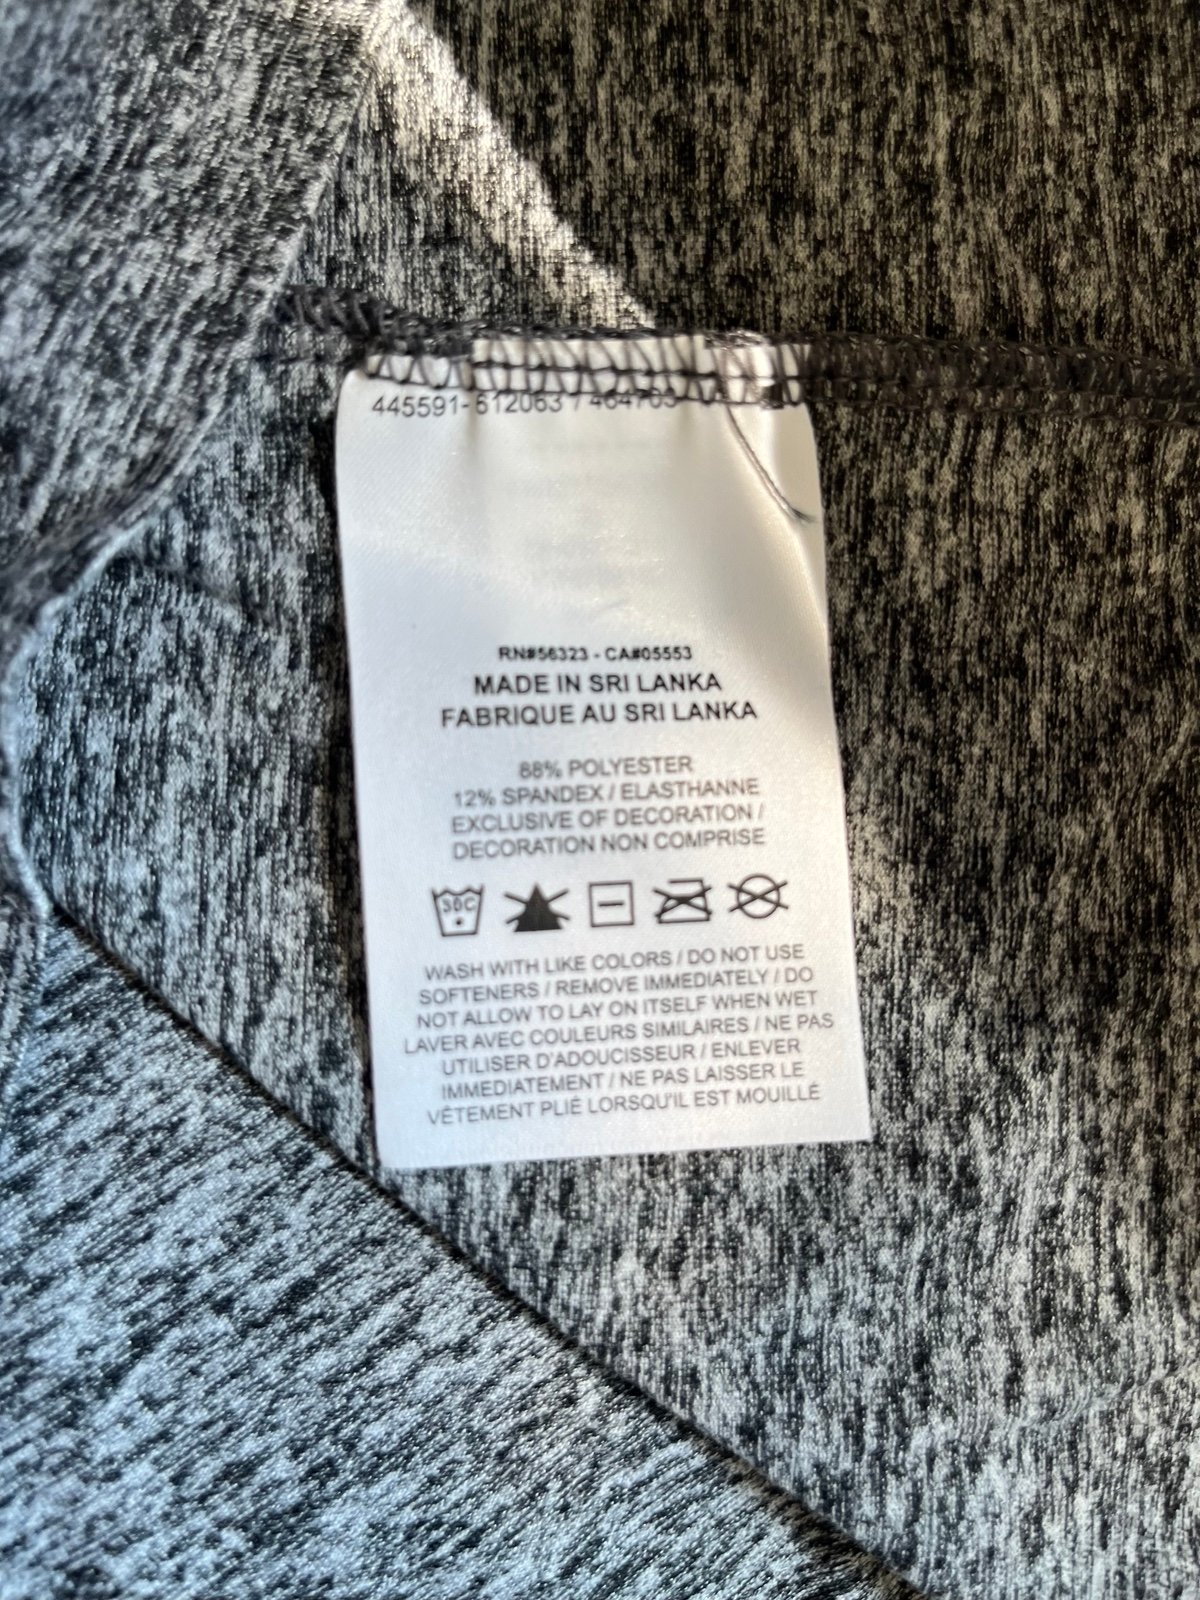 445591-612063 / 464763
RN#56323 - CA#05553
MADE IN SRI LANKA
FABRIQUE AU SRI LANKA
88% POLYESTER
12% SPANDEX / ELASTHANNE
EXCLUSIVE OF DECORATION /
DECORATION NON COMPRISE
30C
WASH WITH LIKE COLORS / DO NOT USE
SOFTENERS / REMOVE IMMEDIATELY / DO
NOT ALLOW TO LAY ON ITSELF WHEN WET
LAVER AVEC COULEURS SIMILAIRES / NE PAS
UTILISER D'ADOUCISSEUR / ENLEVER
IMMEDIATEMENT / NE PAS LAISSER LE
VÊTEMENT PLIÉ LORSQU'IL EST MOUILLÉ